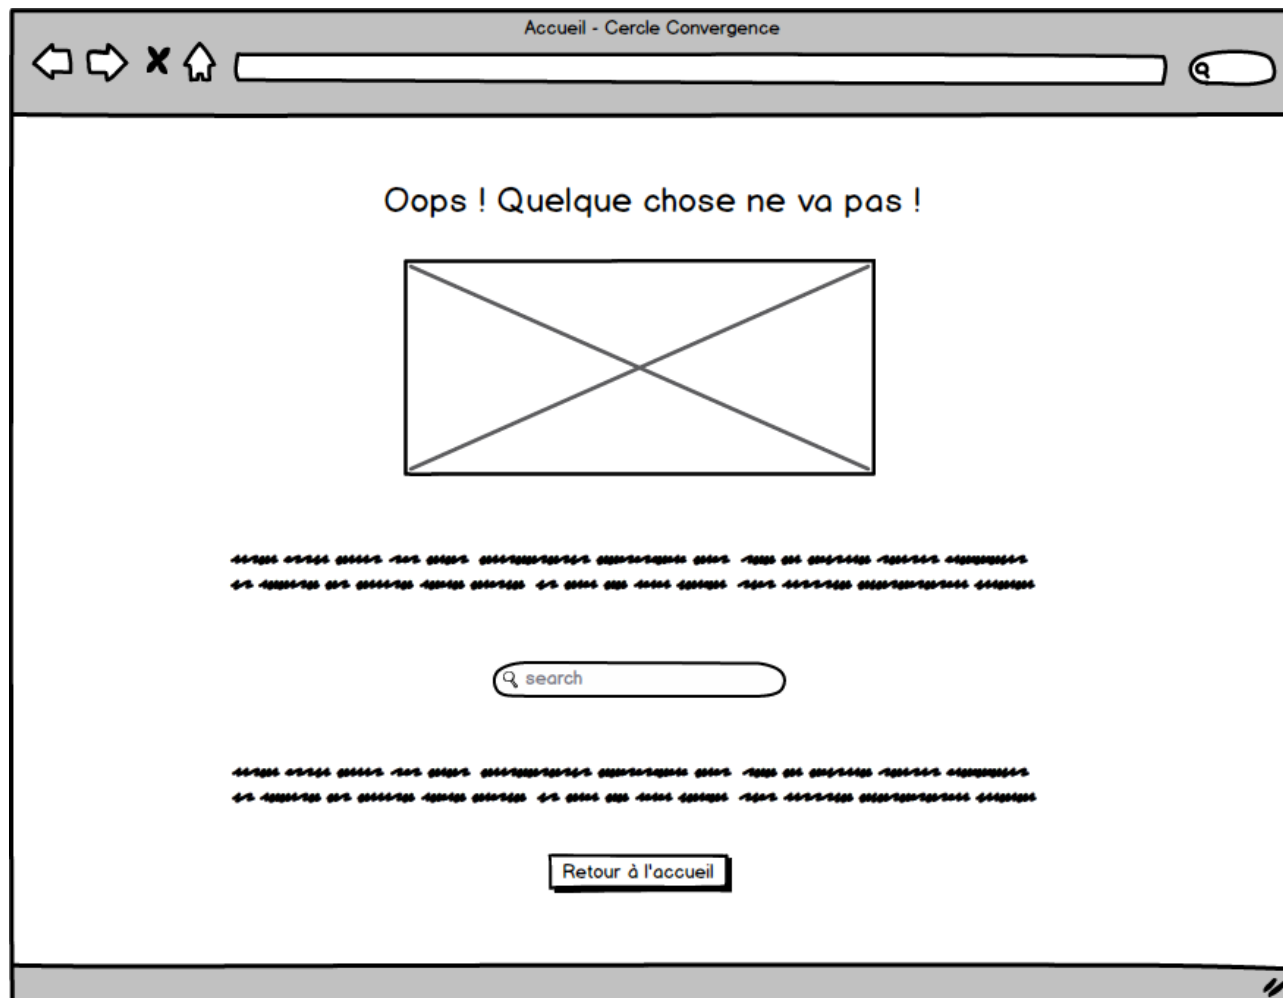 Accueil - Cercle Convergence
Oops ! Quelque chose ne va pas !
search
Retour à l'accueil